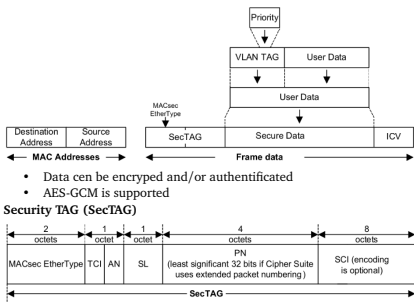 Priority
VLAN TAG
User Data
User Data
MACsec
EtherType
Destination
Address
Source
Address
SecTAG
Secure Data
ICV
MAC Addresses
Frame data
• Data cen be encryped and/or authentificated
• AES-GCM is supported
Security TAG (SecTAG)
2
octets
1
octet
1
octet
4
octets
8
octets
MACsec EtherType
TCI
AN
SL
PN
(least significant 32 bits if Cipher Suite
uses extended packet numbering)
SCI (encoding
is optional)
SecTAG